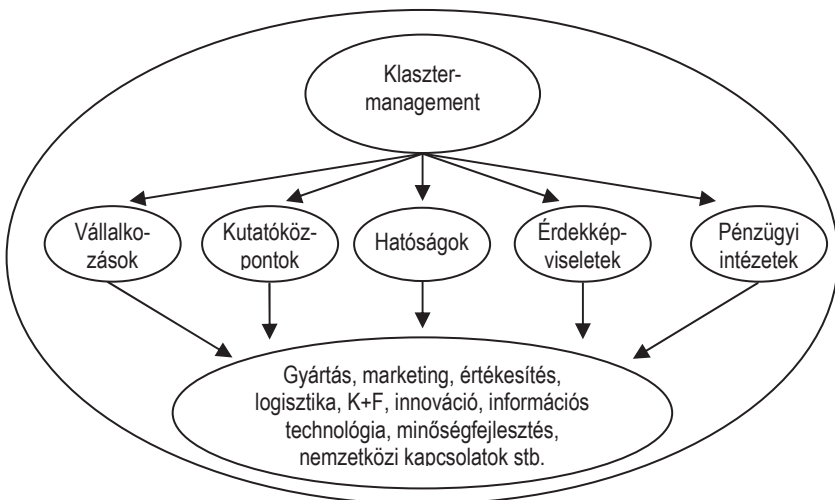 Klaszter-
management
Vállalko-
zások
Kutatóköz-
pontok
Hatóságok
Érdekkép-
viseletek
Pénzügyi
intézetek
Gyártás, marketing, értékesítés,
logisztika, K+F, innováció, információs
technológia, minőségfejlesztés,
nemzetközi kapcsolatok stb.